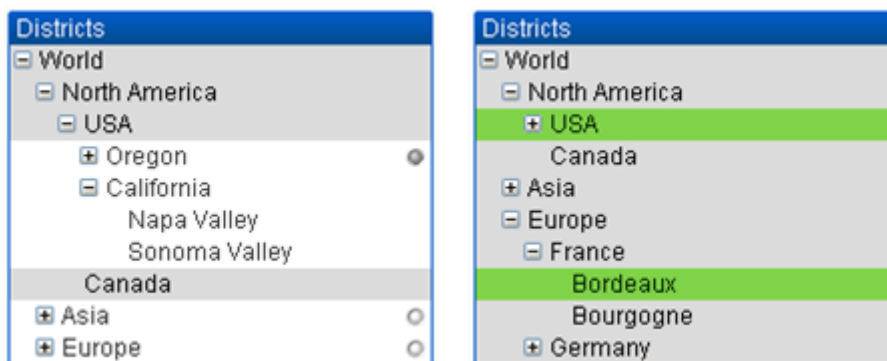 Districts
World
North America
USA
Oregon
California
Napa Valley
Sonoma Valley
Canada
Asia
Europe
Districts
World
North America
USA
Canada
Asia
Europe
France
Bordeaux
Bourgogne
Germany